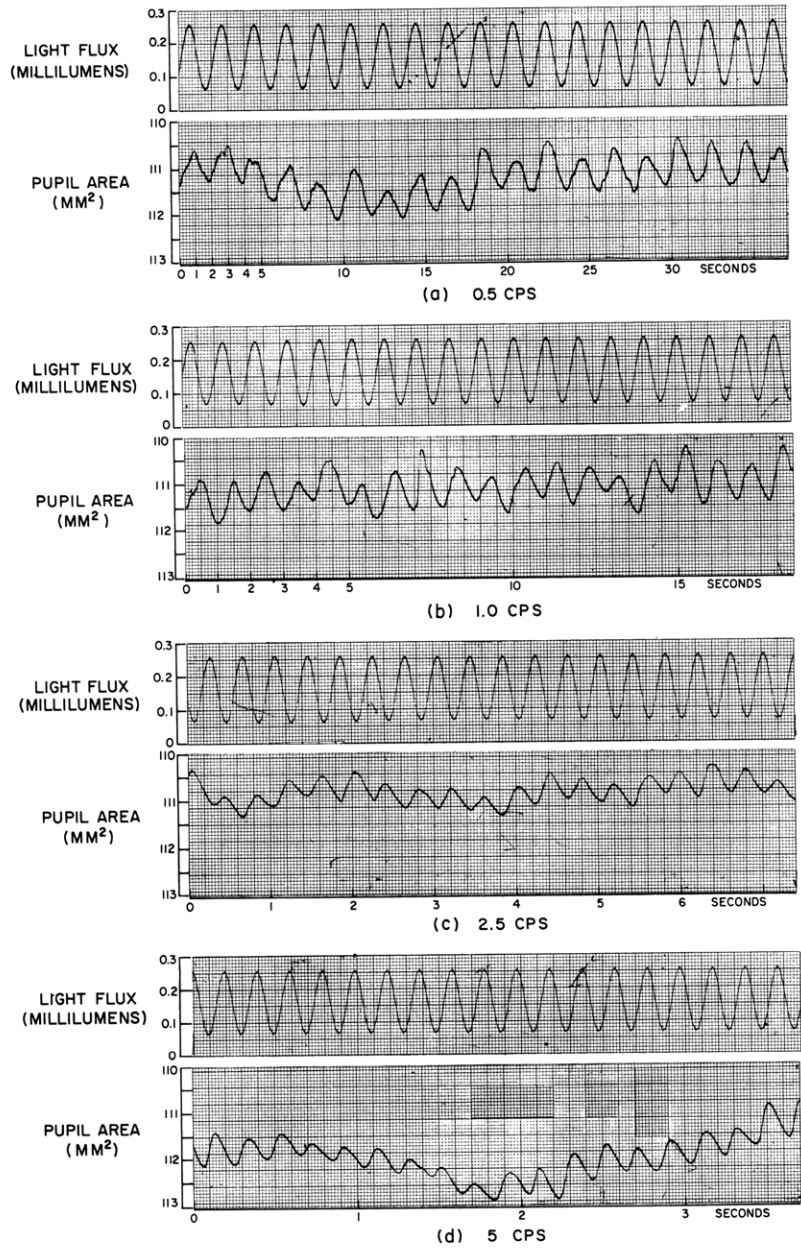 LIGHT FLUX
(MILLILUMENS)
0.3
0.2
0.1
0
PUPIL AREA
(MM²)
110
111
112
113
0 1 2 3 4 5 10 15 20 25 30 SECONDS
(a) 0.5 CPS
LIGHT FLUX
(MILLILUMENS)
0.3
0.2
0.1
0
PUPIL AREA
(MM²)
110
111
112
113
0 1 2 3 4 5 10 15 SECONDS
(b) 1.0 CPS
LIGHT FLUX
(MILLILUMENS)
0.3
0.2
0.1
0
PUPIL AREA
(MM²)
110
111
112
113
0 1 2 3 4 5 6 SECONDS
(c) 2.5 CPS
LIGHT FLUX
(MILLILUMENS)
0.3
0.2
0.1
0
PUPIL AREA
(MM²)
110
111
112
113
0 1 2 3 SECONDS
(d) 5 CPS